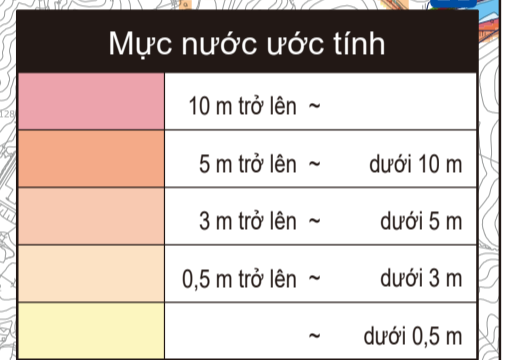 Mực nước ước tính
10 m trở lên ~
5 m trở lên ~ dưới 10 m
3 m trở lên ~ dưới 5 m
0,5 m trở lên ~ dưới 3 m
~ dưới 0,5 m